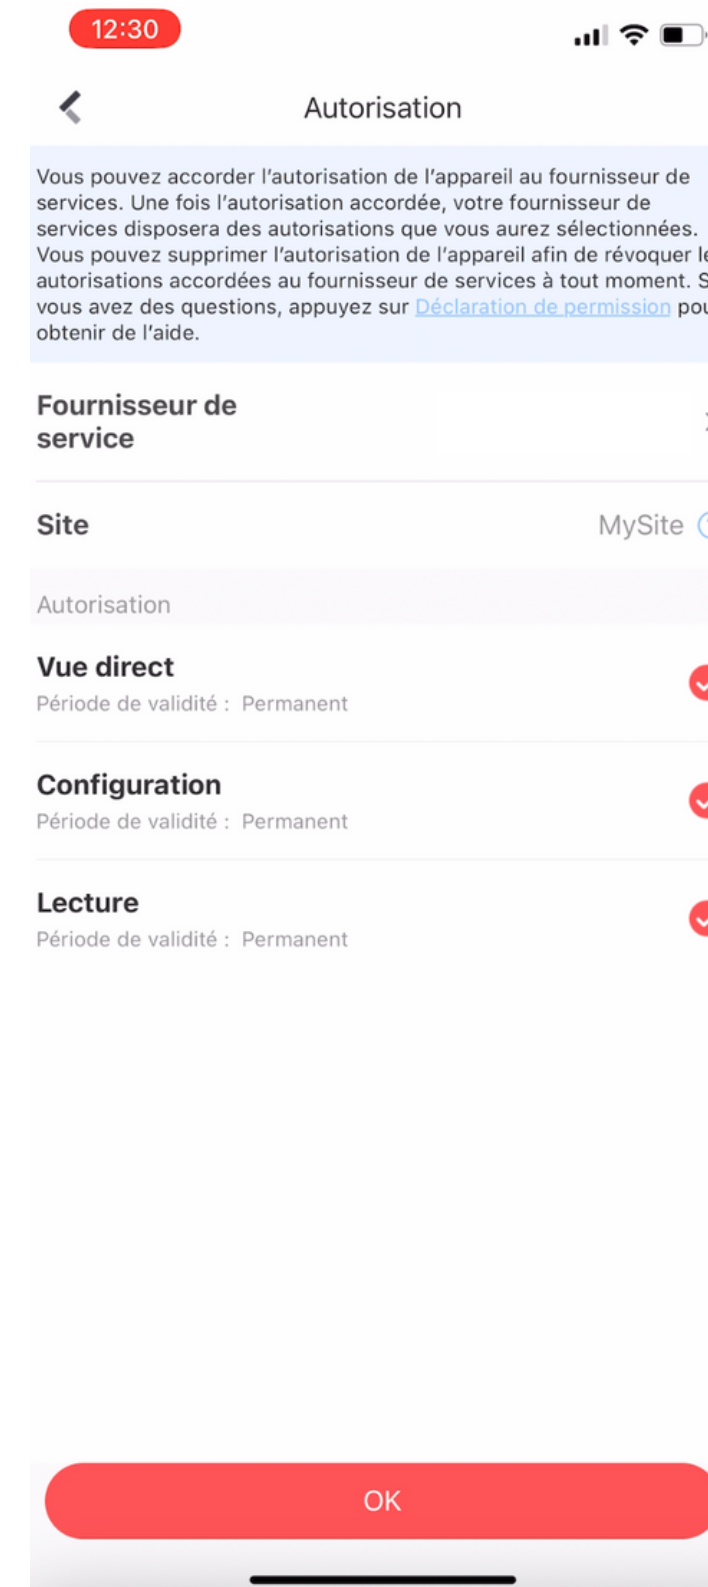 12:30
Autorisation
Vous pouvez accorder l'autorisation de l'appareil au fournisseur de
services. Une fois l'autorisation accordée, votre fournisseur de
services disposera des autorisations que vous aurez sélectionnées.
Vous pouvez supprimer l'autorisation de l'appareil afin de révoquer le
autorisations accordées au fournisseur de services à tout moment. S
vous avez des questions, appuyez sur Déclaration de permission pou
obtenir de l'aide.
Fournisseur de
service
Site MySite
Autorisation
Vue direct
Période de validité : Permanent
Configuration
Période de validité : Permanent
Lecture
Période de validité : Permanent
OK